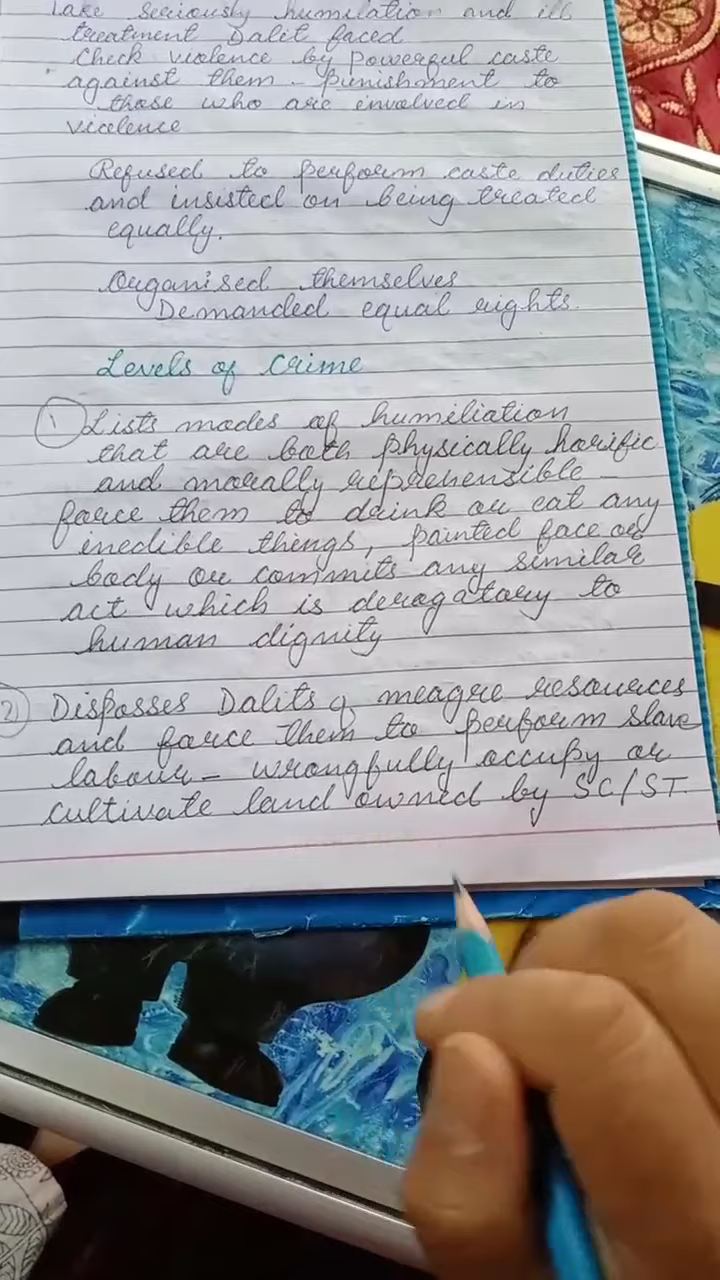 Take seriously humilation and ill
treatment Dalit faced
Check violence by powerful caste
against them - punishment to
those who are involved in
violence
Refused to perform caste duties
and insisted on being treated
equally.
Organised themselves
Demanded equal rights.
Levels of Crime
1 Lists modes of humiliation
that are both physically horific
and morally reprehensible -
force them to drink or eat any
inedible things, painted face or
body or commits any similar
act which is derogatory to
human dignity
2) Disposses Dalits of meagre resources
and force them to perform slave
labour - wrongfully occupy or
cultivate land owned by SC/ST.